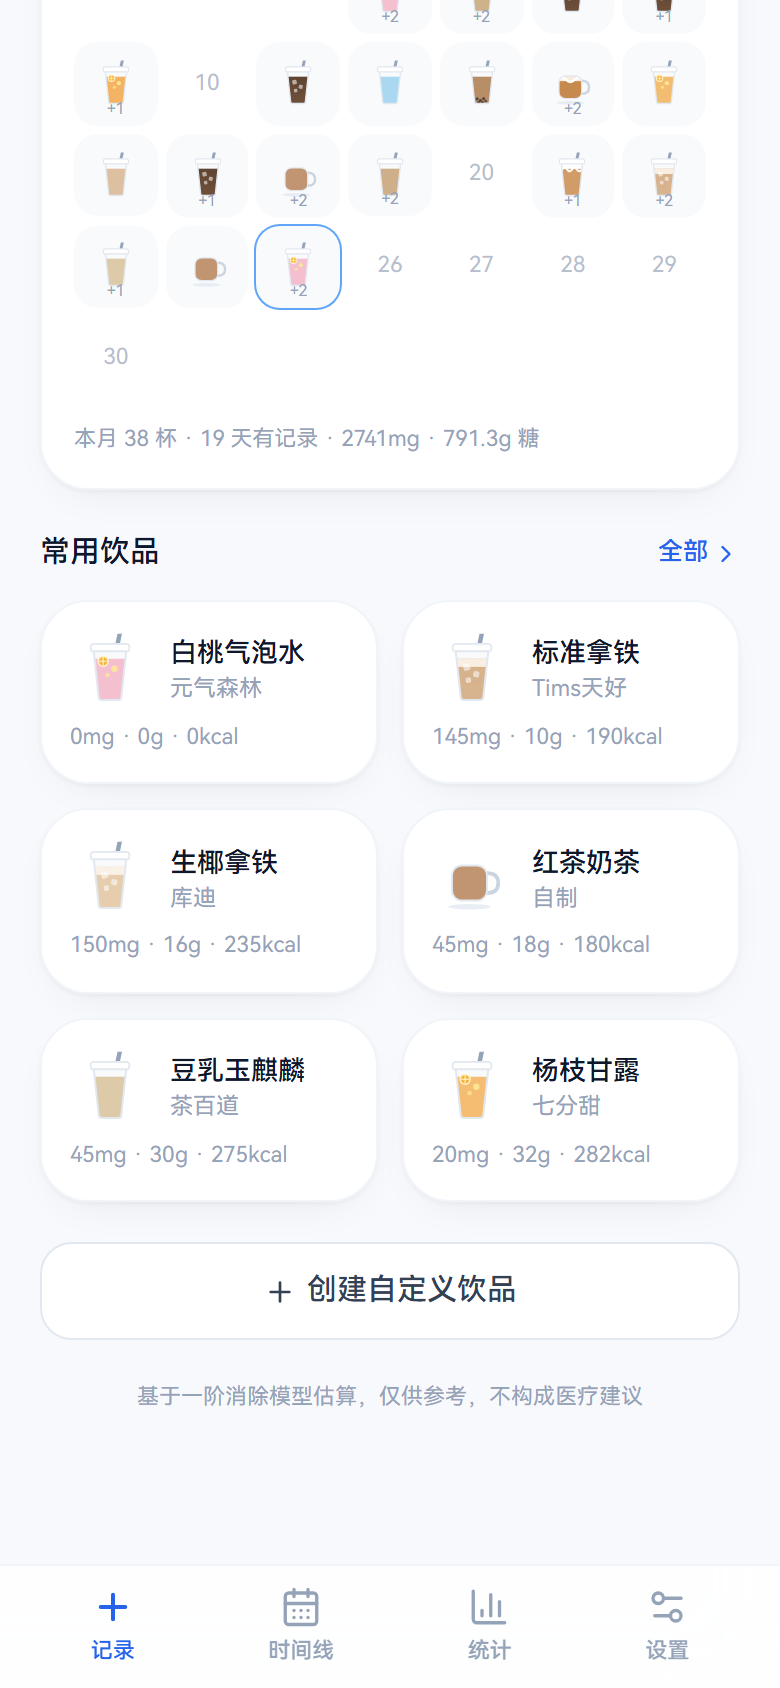 +2 +2 +1
+1 10 +2
+1 +2 +2 20 +1 +2
+1 +2 26 27 28 29
30
本月 38 杯 · 19 天有记录 · 2741mg · 791.3g 糖
常用饮品 全部
白桃气泡水
元气森林
0mg · 0g · 0kcal
标准拿铁
Tims天好
145mg · 10g · 190kcal
生椰拿铁
库迪
150mg · 16g · 235kcal
红茶奶茶
自制
45mg · 18g · 180kcal
豆乳玉麒麟
茶百道
45mg · 30g · 275kcal
杨枝甘露
七分甜
20mg · 32g · 282kcal
+ 创建自定义饮品
基于一阶消除模型估算，仅供参考，不构成医疗建议
记录 时间线 统计 设置